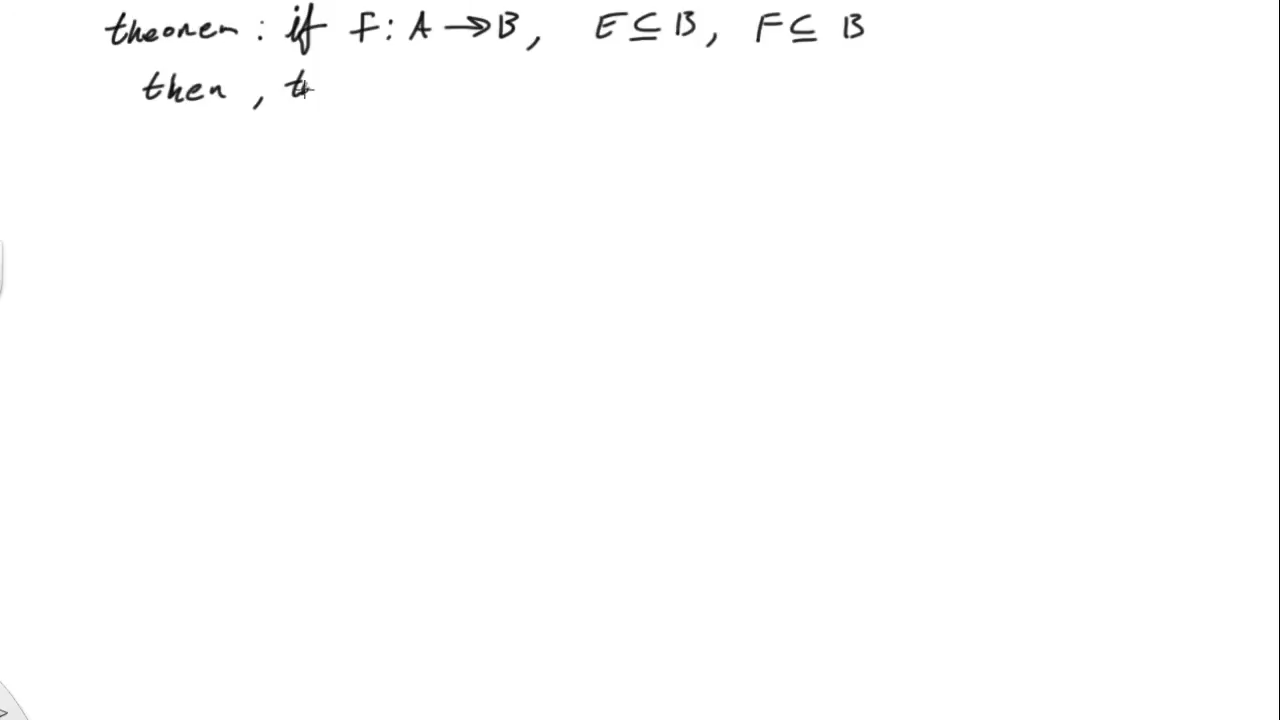 theorem : if f : A → B, E ⊆ B, F ⊆ B
then , t